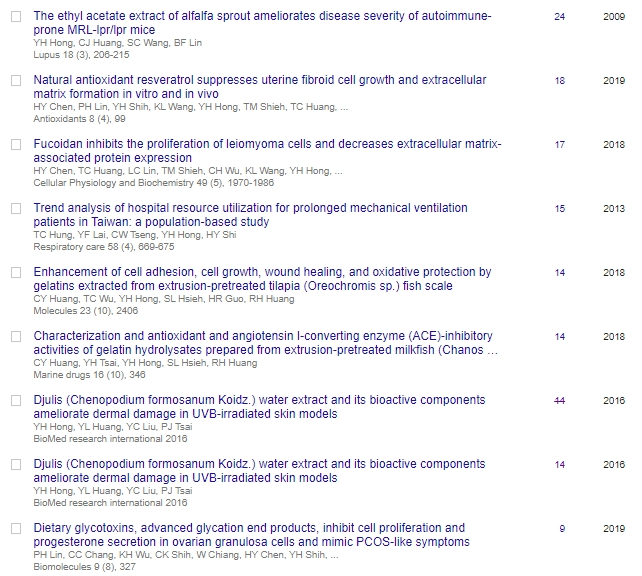 The ethyl acetate extract of alfalfa sprout ameliorates disease severity of autoimmune-
prone MRL-lpr/lpr mice
24 2009
YH Hong, CJ Huang, SC Wang, BF Lin
Lupus 18 (3), 206-215
Natural antioxidant resveratrol suppresses uterine fibroid cell growth and extracellular
matrix formation in vitro and in vivo
18 2019
HY Chen, PH Lin, YH Shih, KL Wang, YH Hong, TM Shieh, TC Huang, ...
Antioxidants 8 (4), 99
Fucoidan inhibits the proliferation of leiomyoma cells and decreases extracellular matrix-
associated protein expression
17 2018
HY Chen, TC Huang, LC Lin, TM Shieh, CH Wu, KL Wang, YH Hong, ...
Cellular Physiology and Biochemistry 49 (5), 1970-1986
Trend analysis of hospital resource utilization for prolonged mechanical ventilation
patients in Taiwan: a population-based study
15 2013
TC Hung, YF Lai, CW Tseng, YH Hong, HY Shi
Respiratory care 58 (4), 669-675
Enhancement of cell adhesion, cell growth, wound healing, and oxidative protection by
gelatins extracted from extrusion-pretreated tilapia (Oreochromis sp.) fish scale
14 2018
CY Huang, TC Wu, YH Hong, SL Hsieh, HR Guo, RH Huang
Molecules 23 (10), 2406
Characterization and antioxidant and angiotensin I-converting enzyme (ACE)-inhibitory
activities of gelatin hydrolysates prepared from extrusion-pretreated milkfish (Chanos ...
14 2018
CY Huang, YH Tsai, YH Hong, SL Hsieh, RH Huang
Marine drugs 16 (10), 346
Djulis (Chenopodium formosanum Koidz.) water extract and its bioactive components
ameliorate dermal damage in UVB-irradiated skin models
44 2016
YH Hong, YL Huang, YC Liu, PJ Tsai
BioMed research international 2016
Djulis (Chenopodium formosanum Koidz.) water extract and its bioactive components
ameliorate dermal damage in UVB-irradiated skin models
14 2016
YH Hong, YL Huang, YC Liu, PJ Tsai
BioMed research international 2016
Dietary glycotoxins, advanced glycation end products, inhibit cell proliferation and
progesterone secretion in ovarian granulosa cells and mimic PCOS-like symptoms
9 2019
PH Lin, CC Chang, KH Wu, CK Shih, W Chiang, HY Chen, YH Shih, ...
Biomolecules 9 (8), 327